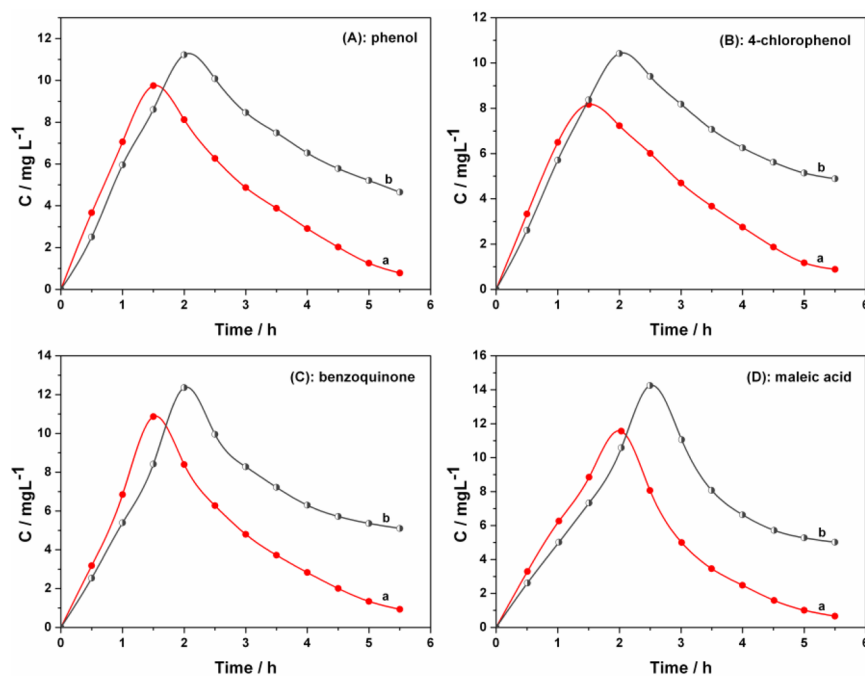 (A): phenol
C / mg L-1
12
10
8
6
4
2
0
b
a
0 1 2 3 4 5 6
Time / h
(B): 4-chlorophenol
C / mg L-1
12
10
8
6
4
2
0
b
a
0 1 2 3 4 5 6
Time / h
(C): benzoquinone
C / mgL-1
14
12
10
8
6
4
2
0
b
a
0 1 2 3 4 5 6
Time / h
(D): maleic acid
C / mgL-1
16
14
12
10
8
6
4
2
0
b
a
0 1 2 3 4 5 6
Time / h